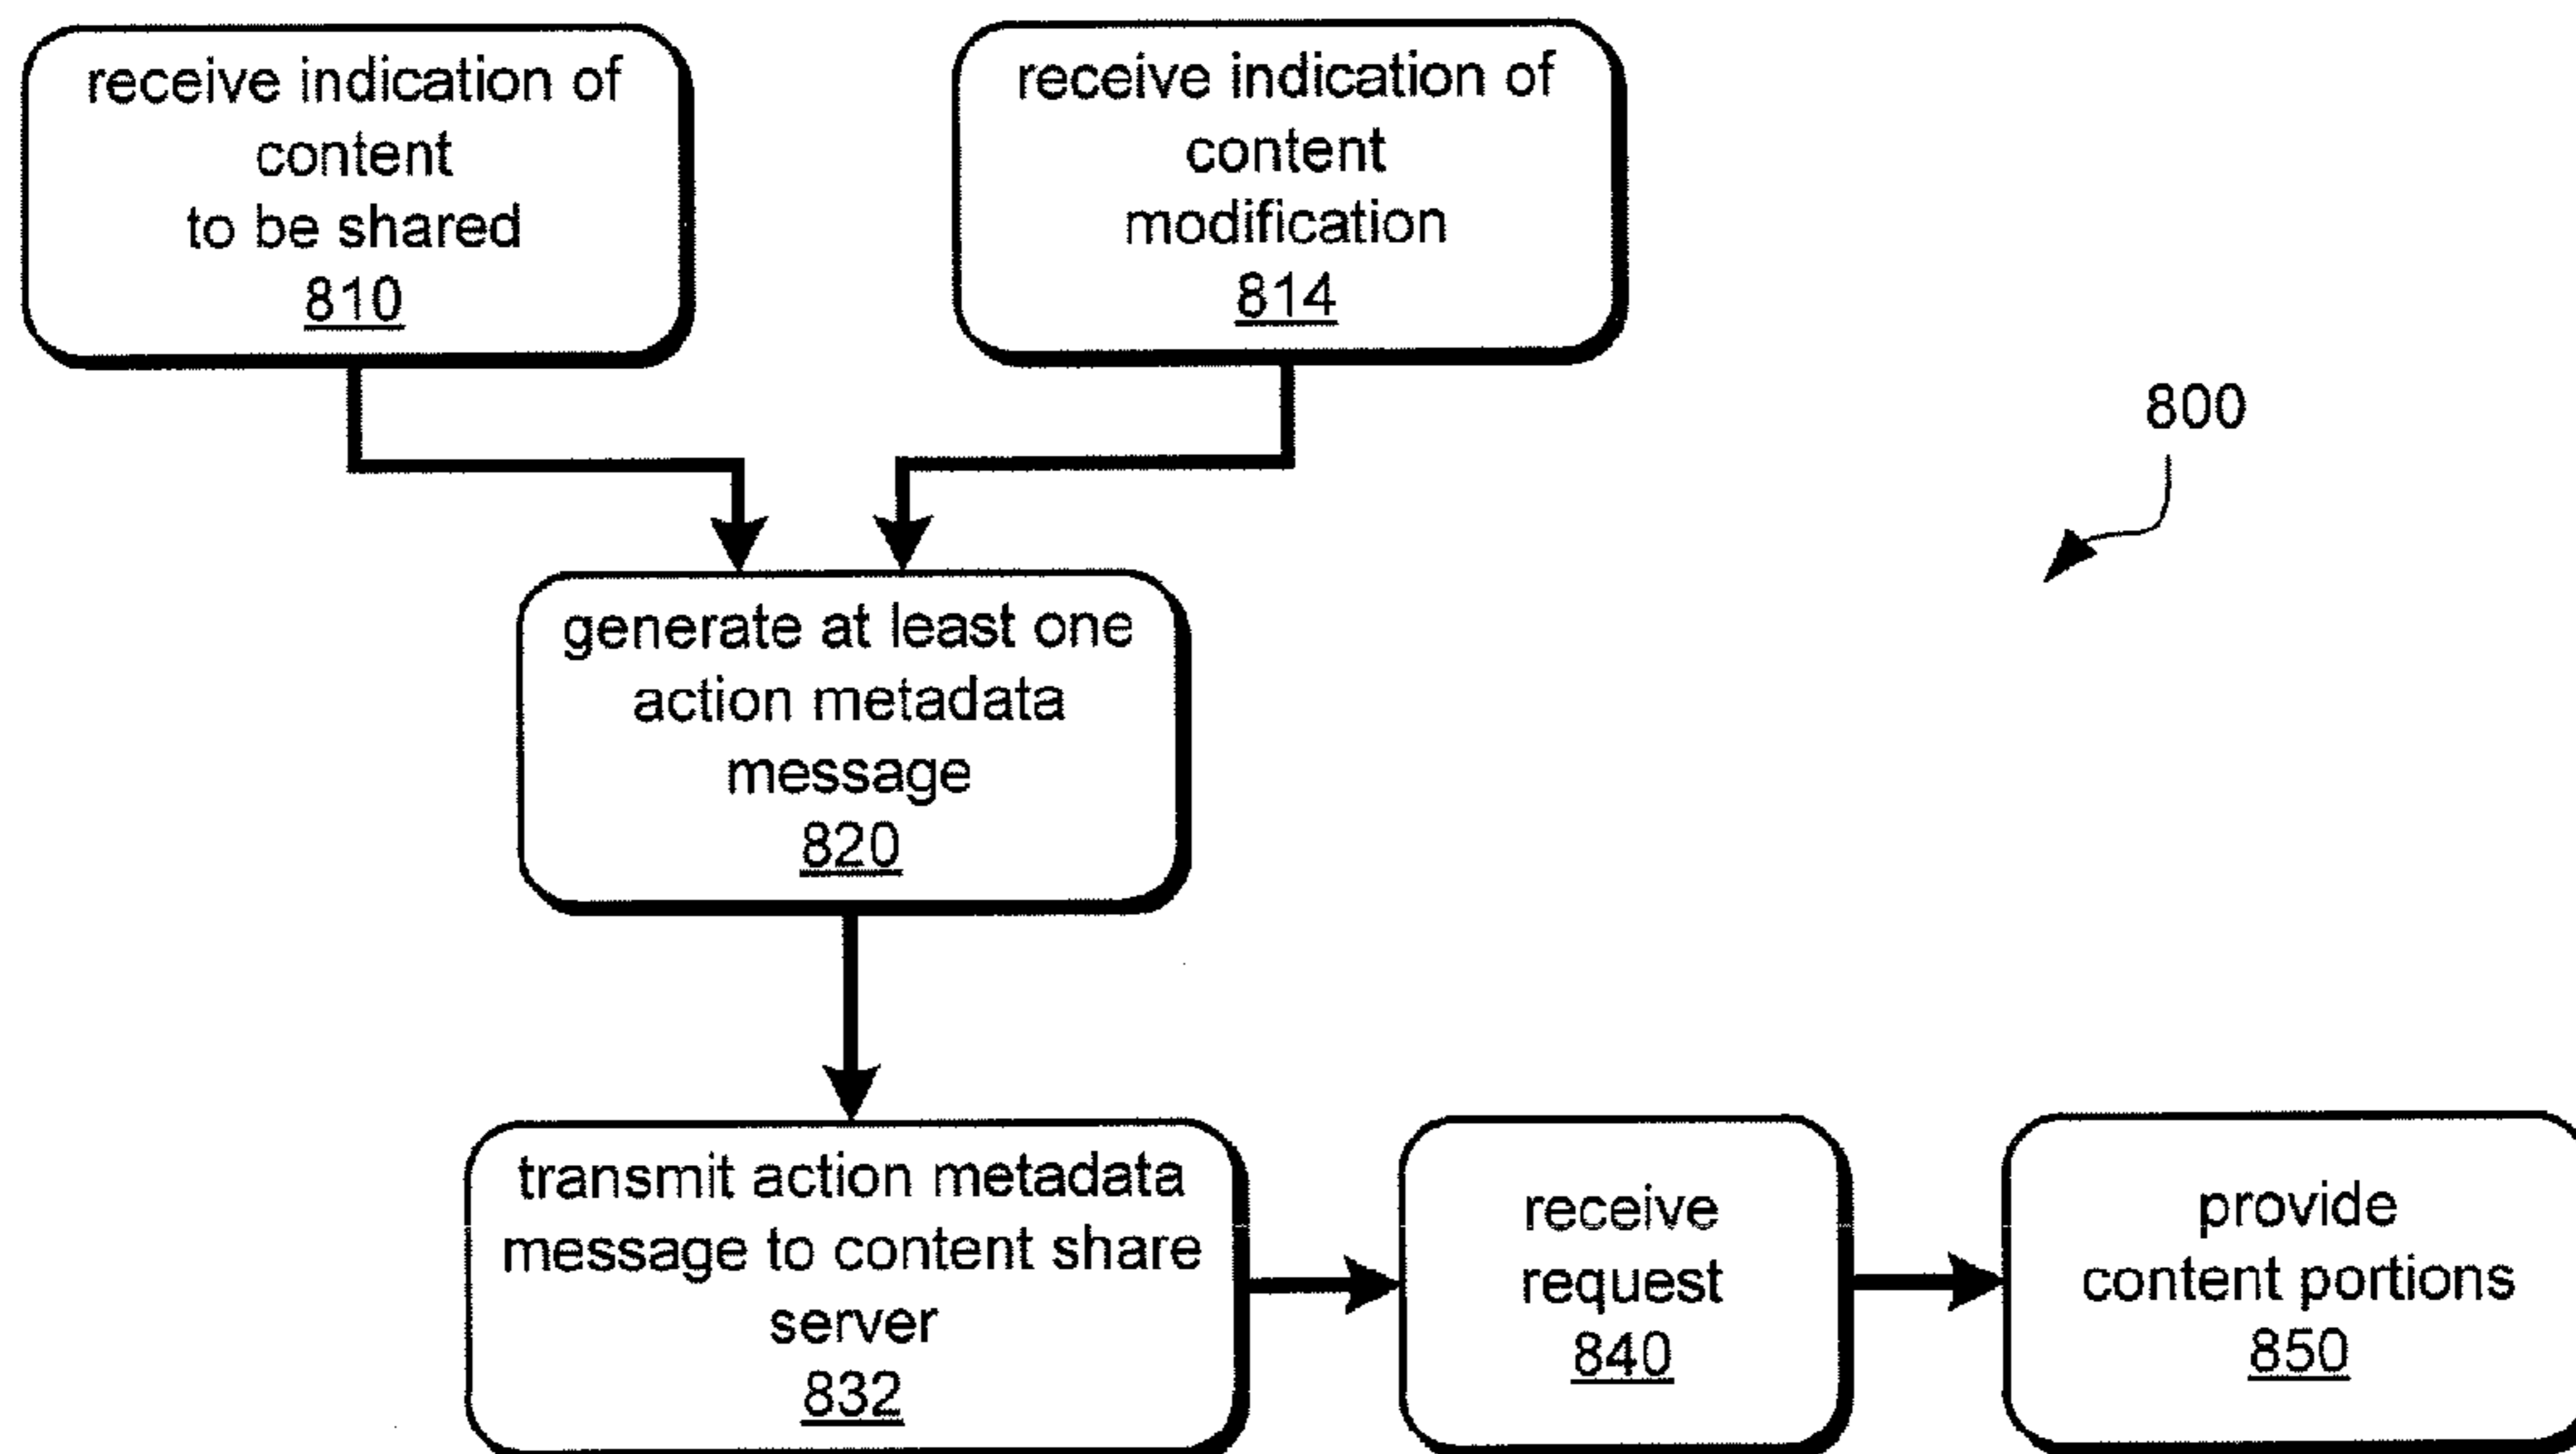 receive indication of
content
to be shared
810
receive indication of
content
modification
814
800
generate at least one
action metadata
message
820
transmit action metadata
message to content share
server
832
receive
request
840
provide
content portions
850